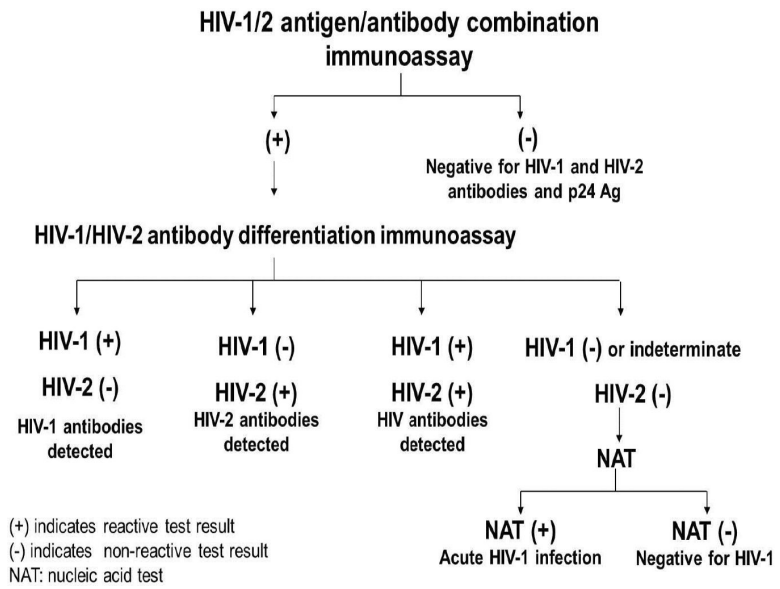 HIV-1/2 antigen/antibody combination
immunoassay
(+)
(-)
Negative for HIV-1 and HIV-2
antibodies and p24 Ag
HIV-1/HIV-2 antibody differentiation immunoassay
HIV-1 (+)
HIV-2 (-)
HIV-1 antibodies
detected
HIV-1 (-)
HIV-2 (+)
HIV-2 antibodies
detected
HIV-1 (+)
HIV-2 (+)
HIV antibodies
detected
HIV-1 (-) or indeterminate
HIV-2 (-)
NAT
NAT (+)
Acute HIV-1 infection
NAT (-)
Negative for HIV-1
(+) indicates reactive test result
(-) indicates non-reactive test result
NAT: nucleic acid test